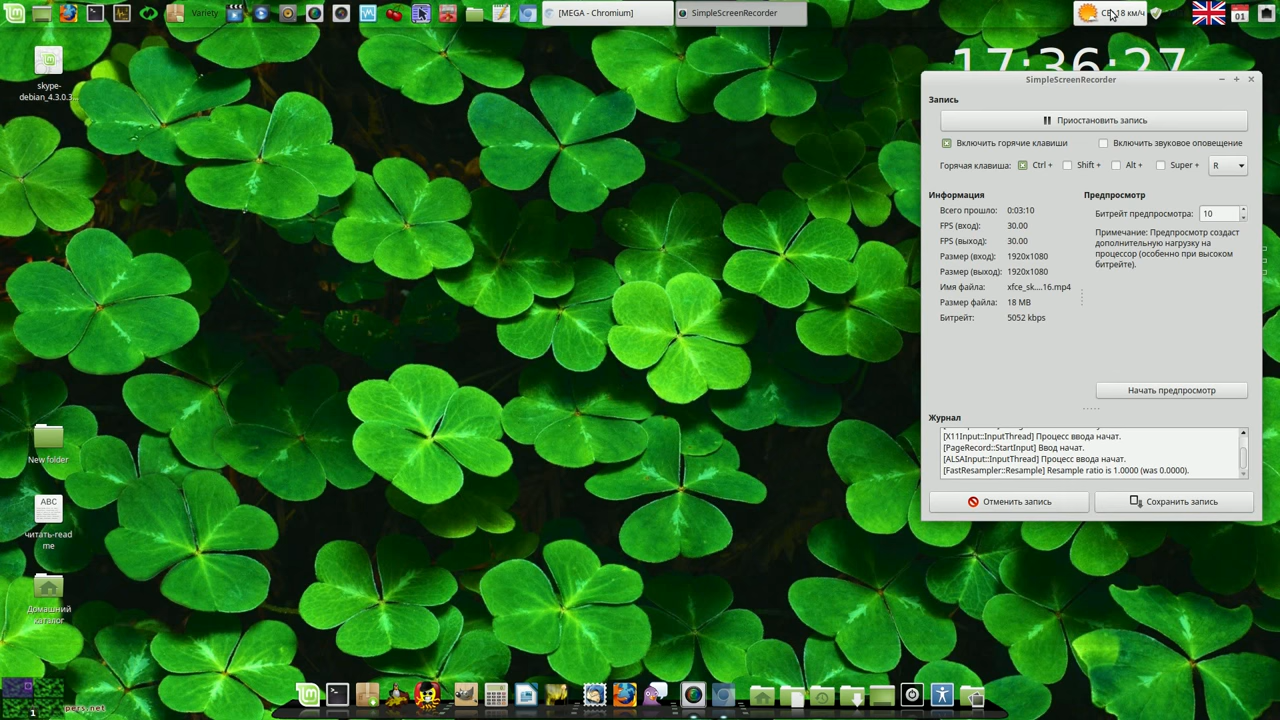 Variety
[MEGA - Chromium]
SimpleScreenRecorder
18 км/ч
01
17:36:27
skype-
debian_4.3.0.3...
New folder
ABC
читать-read
me
Домашний
каталог
SimpleScreenRecorder
Запись
Приостановить запись
Включить горячие клавиши
Включить звуковое оповещение
Горячая клавиша: Ctrl + Shift + Alt + Super + R
Информация
Всего прошло: 0:03:10
FPS (вход): 30.00
FPS (выход): 30.00
Размер (вход): 1920x1080
Размер (выход): 1920x1080
Имя файла: xfce_sk....16.mp4
Размер файла: 18 MB
Битрейт: 5052 kbps
Предпросмотр
Битрейт предпросмотра: 10
Примечание: Предпросмотр создаст
дополнительную нагрузку на
процессор (особенно при высоком
битрейте).
Начать предпросмотр
Журнал
[X11Input::InputThread] Процесс ввода начат.
[PageRecord::StartInput] Ввод начат.
[ALSAInput::InputThread] Процесс ввода начат.
[FastResampler::Resample] Resample ratio is 1.0000 (was 0.0000).
Отменить запись
Сохранить запись
1
pers.net